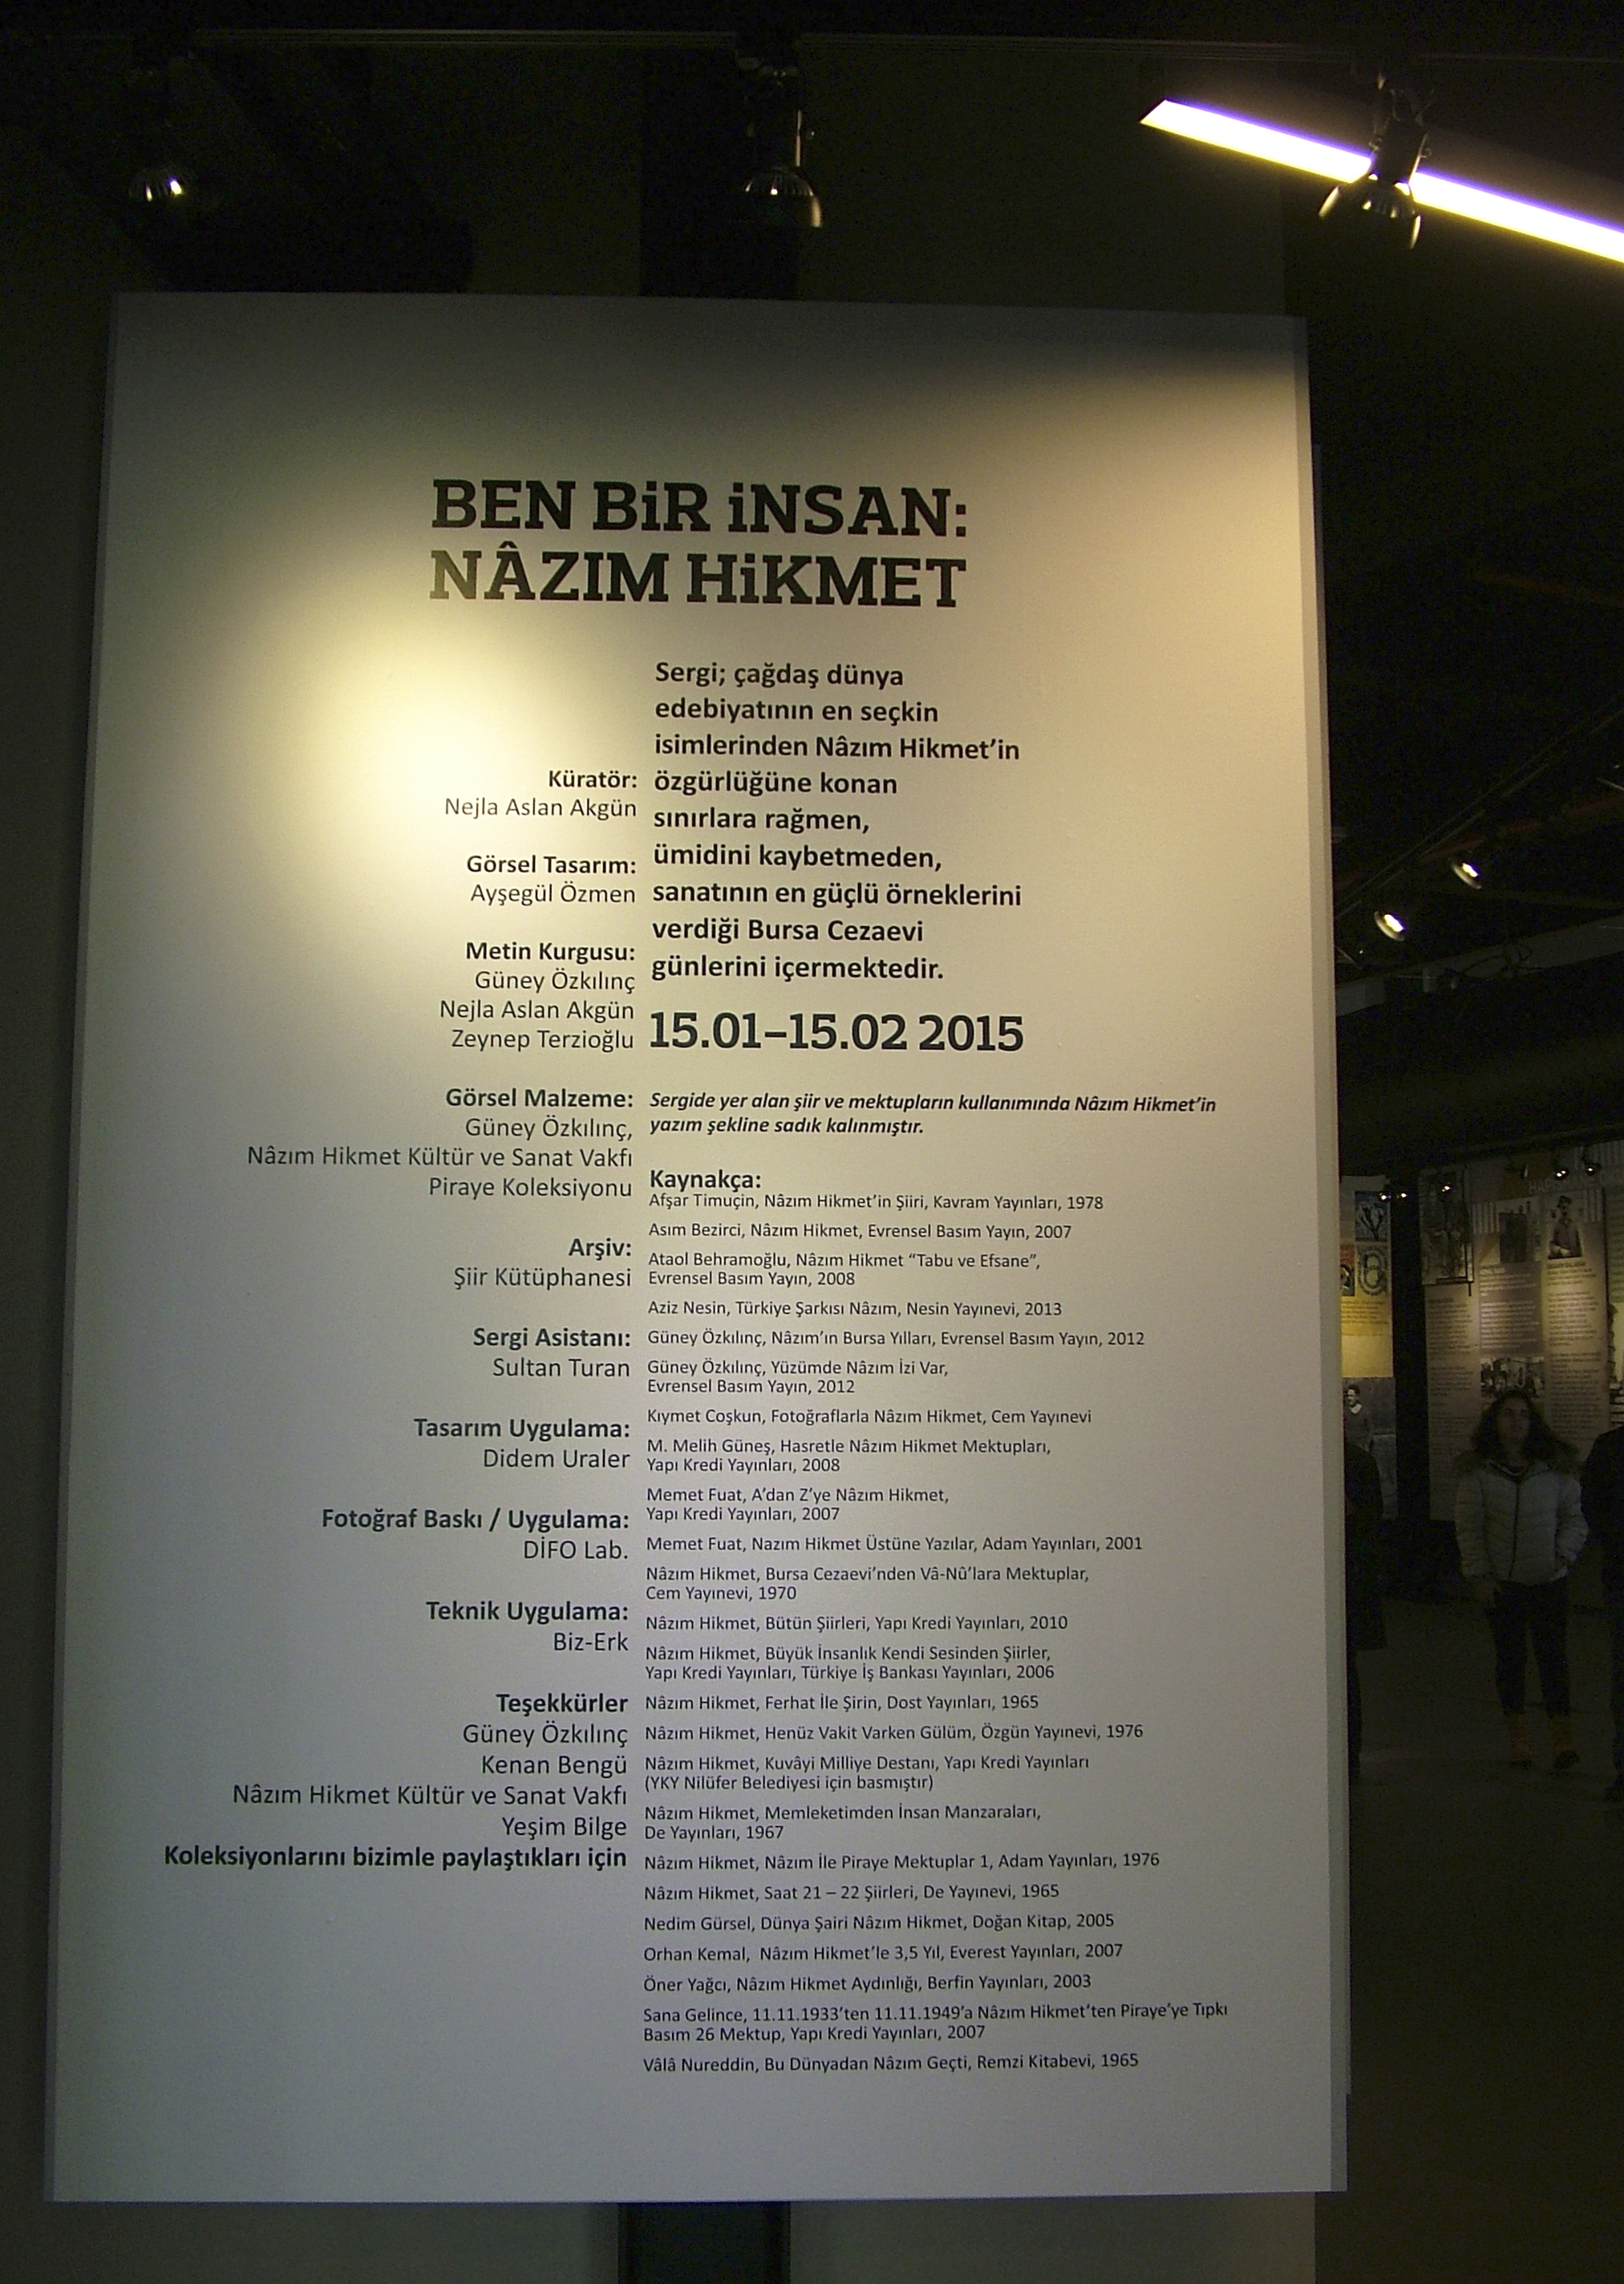 BEN BİR İNSAN:
NÂZIM HİKMET
Küratör:
Nejla Aslan Akgün
Görsel Tasarım:
Ayşegül Özmen
Metin Kurgusu:
Güney Özkılınç
Nejla Aslan Akgün
Zeynep Terzioğlu
Görsel Malzeme:
Güney Özkılınç,
Nâzım Hikmet Kültür ve Sanat Vakfı
Piraye Koleksiyonu
Arşiv:
Şiir Kütüphanesi
Sergi Asistanı:
Sultan Turan
Tasarım Uygulama:
Didem Uraler
Fotoğraf Baskı / Uygulama:
DİFO Lab.
Teknik Uygulama:
Biz-Erk
Teşekkürler
Güney Özkılınç
Kenan Bengü
Nâzım Hikmet Kültür ve Sanat Vakfı
Yeşim Bilge
Koleksiyonlarını bizimle paylaştıkları için
Sergi; çağdaş dünya
edebiyatının en seçkin
isimlerinden Nâzım Hikmet'in
özgürlüğüne konan
sınırlara rağmen,
ümidini kaybetmeden,
sanatının en güçlü örneklerini
verdiği Bursa Cezaevi
günlerini içermektedir.
15.01–15.02 2015
Sergide yer alan şiir ve mektupların kullanımında Nâzım Hikmet'in
yazım şekline sadık kalınmıştır.
Kaynakça:
Afşar Timuçin, Nâzım Hikmet'in Şiiri, Kavram Yayınları, 1978
Asım Bezirci, Nâzım Hikmet, Evrensel Basım Yayın, 2007
Ataol Behramoğlu, Nâzım Hikmet "Tabu ve Efsane",
Evrensel Basım Yayın, 2008
Aziz Nesin, Türkiye Şarkısı Nâzım, Nesin Yayınevi, 2013
Güney Özkılınç, Nâzım'ın Bursa Yılları, Evrensel Basım Yayın, 2012
Güney Özkılınç, Yüzümde Nâzım İzi Var,
Evrensel Basım Yayın, 2012
Kıymet Coşkun, Fotoğraflarla Nâzım Hikmet, Cem Yayınevi
M. Melih Güneş, Hasretle Nâzım Hikmet Mektupları,
Yapı Kredi Yayınları, 2008
Memet Fuat, A'dan Z'ye Nâzım Hikmet,
Yapı Kredi Yayınları, 2007
Memet Fuat, Nazım Hikmet Üstüne Yazılar, Adam Yayınları, 2001
Nâzım Hikmet, Bursa Cezaevi'nden Vâ-Nû'lara Mektuplar,
Cem Yayınevi, 1970
Nâzım Hikmet, Bütün Şiirleri, Yapı Kredi Yayınları, 2010
Nâzım Hikmet, Büyük İnsanlık Kendi Sesinden Şiirler,
Yapı Kredi Yayınları, Türkiye İş Bankası Yayınları, 2006
Nâzım Hikmet, Ferhat İle Şirin, Dost Yayınları, 1965
Nâzım Hikmet, Henüz Vakit Varken Gülüm, Özgün Yayınevi, 1976
Nâzım Hikmet, Kuvâyi Milliye Destanı, Yapı Kredi Yayınları
(YKY Nilüfer Belediyesi için basmıştır)
Nâzım Hikmet, Memleketimden İnsan Manzaraları,
De Yayınları, 1967
Nâzım Hikmet, Nâzım İle Piraye Mektuplar 1, Adam Yayınları, 1976
Nâzım Hikmet, Saat 21 – 22 Şiirleri, De Yayınevi, 1965
Nedim Gürsel, Dünya Şairi Nâzım Hikmet, Doğan Kitap, 2005
Orhan Kemal, Nâzım Hikmet'le 3,5 Yıl, Everest Yayınları, 2007
Öner Yağcı, Nâzım Hikmet Aydınlığı, Berfin Yayınları, 2003
Sana Gelince, 11.11.1933'ten 11.11.1949'a Nâzım Hikmet'ten Piraye'ye Tıpkı
Basım 26 Mektup, Yapı Kredi Yayınları, 2007
Vâlâ Nureddin, Bu Dünyadan Nâzım Geçti, Remzi Kitabevi, 1965